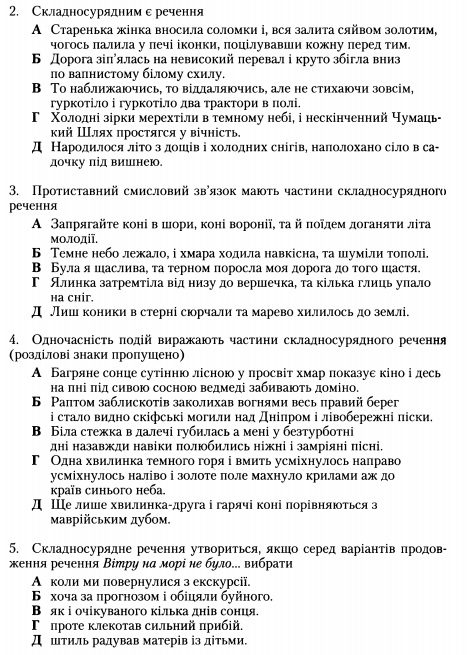 2. Складносурядним є речення
А Старенька жінка вносила соломки і, вся залита сяйвом золотим,
чогось палила у печі іконки, поцілувавши кожну перед тим.
Б Дорога зіп'ялась на невисокий перевал і круто збігла вниз
по вапнистому білому схилу.
В То наближаючись, то віддаляючись, але не стихаючи зовсім,
гуркотіло і гуркотіло два трактори в полі.
Г Холодні зірки мерехтіли в темному небі, і нескінченний Чумаць-
кий Шлях простягся у вічність.
Д Народилося літо з дощів і холодних снігів, наполохано сіло в са-
дочку під вишнею.
3. Протиставний смисловий зв'язок мають частини складносурядного
речення
А Запрягайте коні в шори, коні воронії, та й поїдем доганяти літа
молодії.
Б Темне небо лежало, і хмара ходила навкісна, та шуміли тополі.
В Була я щаслива, та терном поросла моя дорога до того щастя.
Г Ялинка затремтіла від низу до вершечка, та кілька глиць упало
на сніг.
Д Лиш коники в стерні сюрчали та марево хилилось до землі.
4. Одночасність подій виражають частини складносурядного речення
(розділові знаки пропущено)
А Багряне сонце сутінню лісною у просвіт хмар показує кіно і десь
на пні під сивою сосною ведмеді забивають доміно.
Б Раптом заблискотів заколихав вогнями весь правий берег
і стало видно скіфські могили над Дніпром і лівобережні піски.
В Біла стежка в далечі губилась а мені у безтурботні
дні назавжди навіки полюбились ніжні і замріяні пісні.
Г Одна хвилинка темного горя і вмить усміхнулось направо
усміхнулось наліво і золоте поле махнуло крилами аж до
країв синього неба.
Д Ще лише хвилинка-друга і гарячі коні порівняються з
маврійським дубом.
5. Складносурядне речення утвориться, якщо серед варіантів продов-
ження речення Вітру на морі не було... вибрати
А коли ми повернулися з екскурсії.
Б хоча за прогнозом і обіцяли буйного.
В як і очікуваного кілька днів сонця.
Г проте клекотав сильний прибій.
Д штиль радував матерів із дітьми.